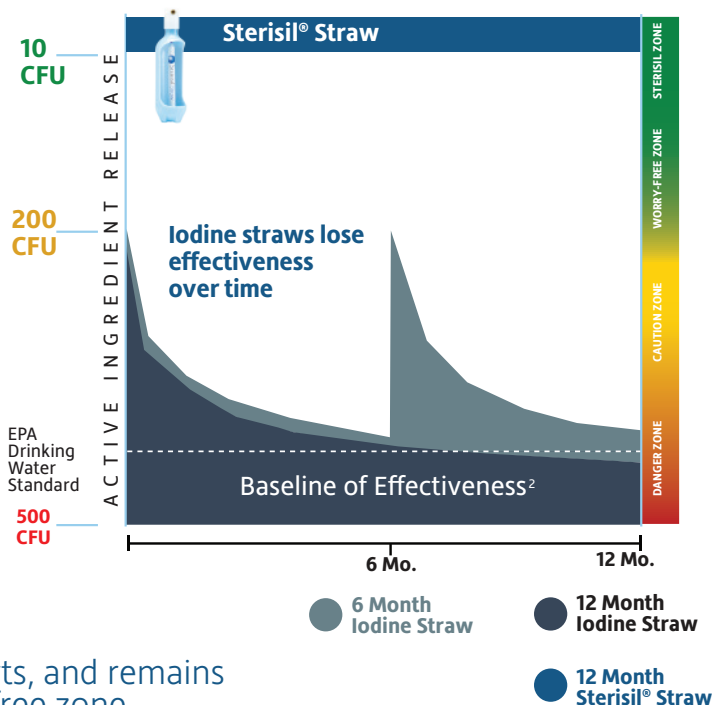 Sterisil® Straw
10
CFU
200
CFU
EPA
Drinking
Water
Standard
500
CFU
ACTIVE INGREDIENT RELEASE
Iodine straws lose
effectiveness
over time
Baseline of Effectiveness²
STERISIL ZONE
WORRY-FREE ZONE
CAUTION ZONE
DANGER ZONE
6 Mo.
12 Mo.
6 Month
Iodine Straw
12 Month
Iodine Straw
12 Month
Sterisil® Straw
and remains
zone